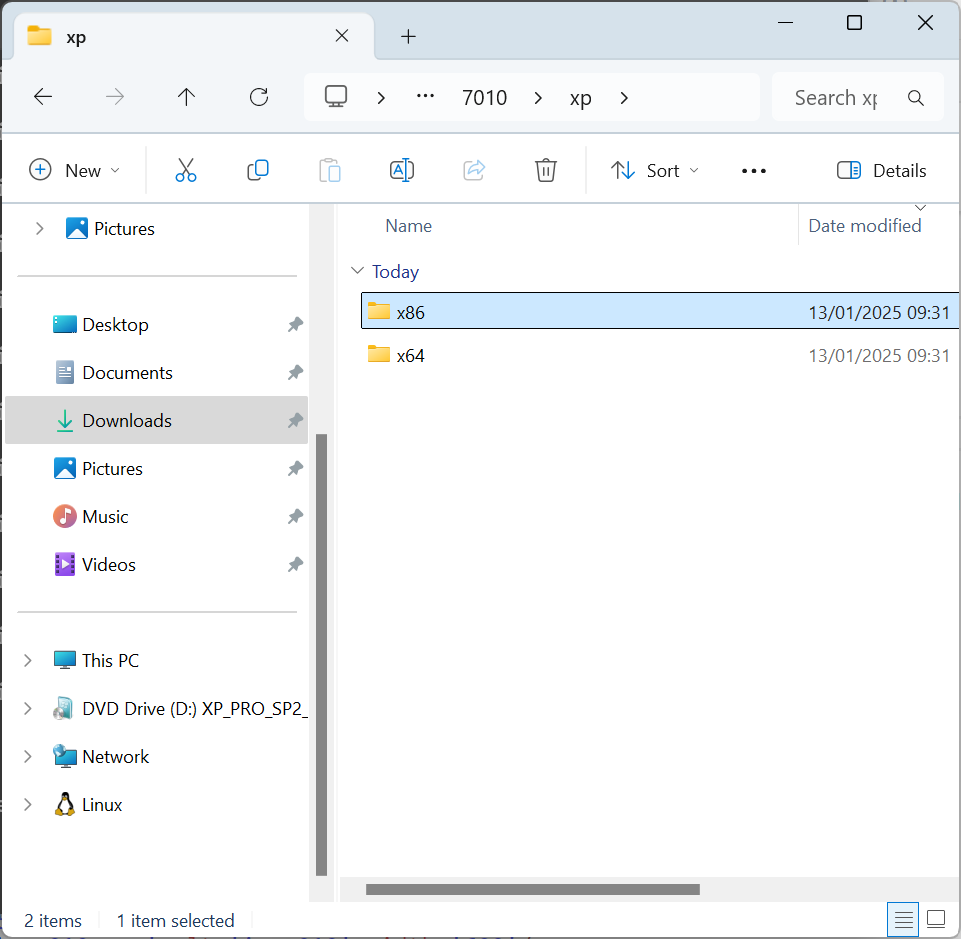 xp
7010
xp
Search xp
New
Sort
Details
Pictures
Desktop
Documents
Downloads
Pictures
Music
Videos
This PC
DVD Drive (D:) XP_PRO_SP2_
Network
Linux
Name Date modified
Today
x86 13/01/2025 09:31
x64 13/01/2025 09:31
2 items 1 item selected